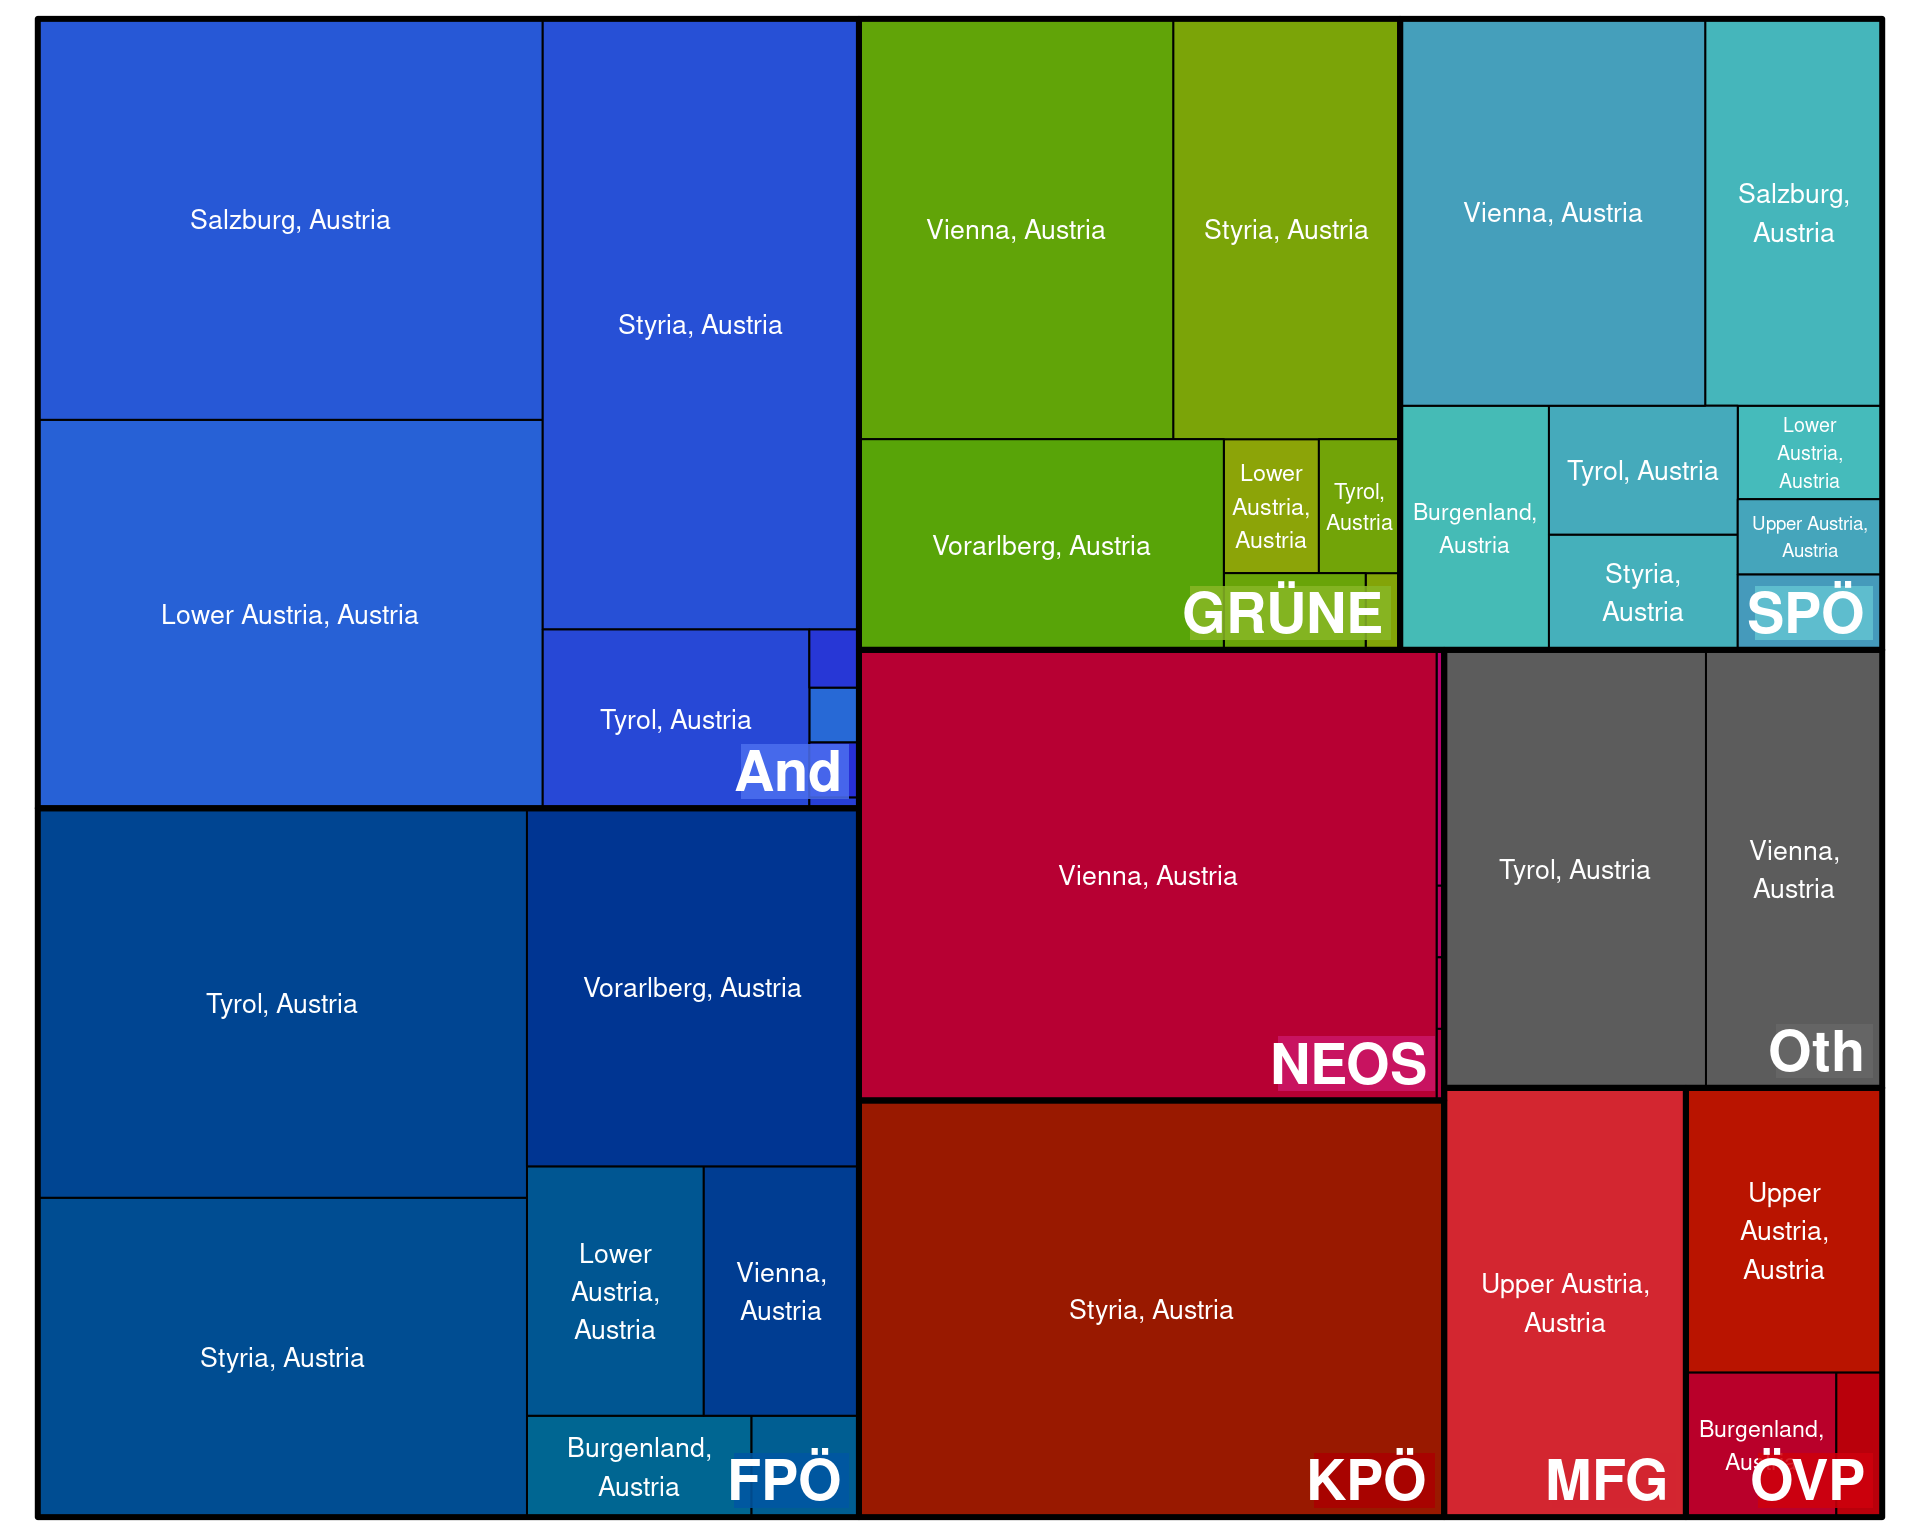 Salzburg, Austria
Styria, Austria
Lower Austria, Austria
Tyrol, Austria
And
Vienna, Austria
Styria, Austria
Vorarlberg, Austria
Lower
Austria,
Austria
Tyrol,
Austria
GRÜNE
Vienna, Austria
Salzburg,
Austria
Burgenland,
Austria
Tyrol, Austria
Styria,
Austria
Lower
Austria,
Austria
Upper Austria,
Austria
SPÖ
Tyrol, Austria
Vorarlberg, Austria
Styria, Austria
Lower
Austria,
Austria
Vienna,
Austria
Burgenland,
Austria
FPÖ
Vienna, Austria
NEOS
Tyrol, Austria
Vienna,
Austria
Oth
Styria, Austria
KPÖ
Upper Austria,
Austria
MFG
Upper
Austria,
Austria
Burgenland,
ÖVP